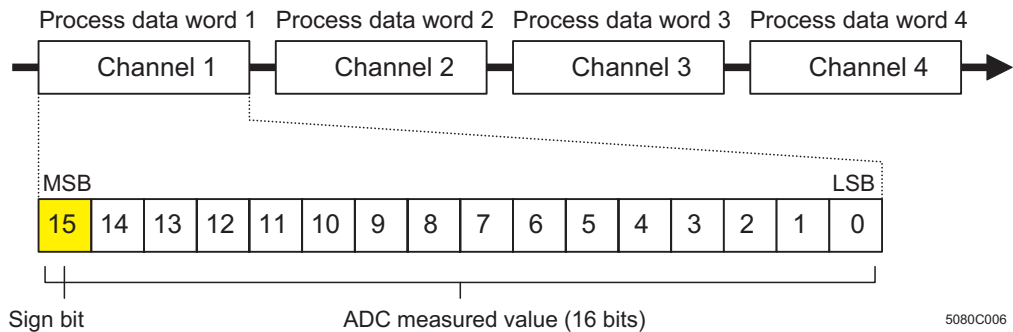 Process data word 1 Process data word 2 Process data word 3 Process data word 4
Channel 1 Channel 2 Channel 3 Channel 4
MSB LSB
15 14 13 12 11 10 9 8 7 6 5 4 3 2 1 0
Sign bit ADC measured value (16 bits) 5080C006